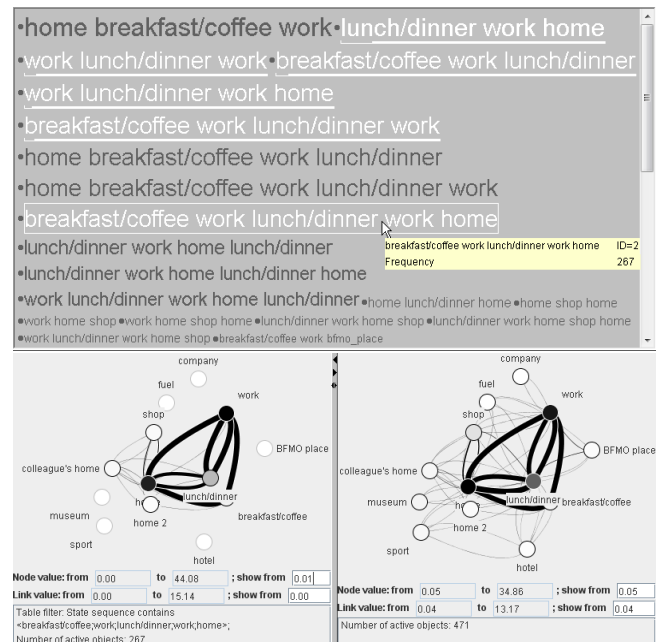 •home breakfast/coffee work•lunch/dinner work home
•work lunch/dinner work•breakfast/coffee work lunch/dinner
•work lunch/dinner work home
•breakfast/coffee work lunch/dinner work
•home breakfast/coffee work lunch/dinner
•home breakfast/coffee work lunch/dinner work
•breakfast/coffee work lunch/dinner work home
•lunch/dinner work home lunch/dinner
breakfast/coffee work lunch/dinner work home ID=2
Frequency 267
•lunch/dinner work home lunch/dinner home
•work lunch/dinner work home lunch/dinner •home lunch/dinner home •home shop home
•work home shop •work home shop home •lunch/dinner work home shop •lunch/dinner work home shop home
•work lunch/dinner work home shop •breakfast/coffee work bfmo_place
company
fuel
work
shop
BFMO place
colleague's home
lunch/dinner
museum
home 2
breakfast/coffee
sport
hotel
Node value: from 0.00 to 44.08 ; show from 0.01
Link value: from 0.00 to 15.14 ; show from 0.00
Table filter: State sequence contains
<breakfast/coffee;work;lunch/dinner;work;home>;
Number of active objects: 267
company
fuel
work
shop
BFMO place
colleague's home
museum
lunch/dinner
breakfast/coffee
home 2
sport
hotel
Node value: from 0.05 to 34.86 ; show from 0.05
Link value: from 0.04 to 13.17 ; show from 0.04
Number of active objects: 471